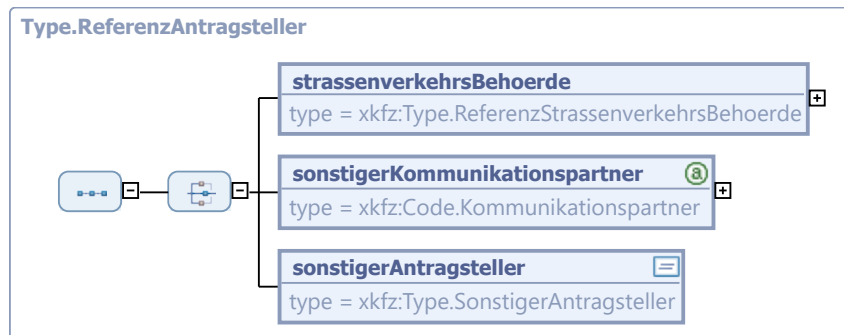 Type.ReferenzAntragsteller
strassenverkehrsBehoerde
type = xkfz:Type.ReferenzStrassenverkehrsBehoerde
sonstigerKommunikationspartner
type = xkfz:Code.Kommunikationspartner
sonstigerAntragsteller
type = xkfz:Type.SonstigerAntragsteller